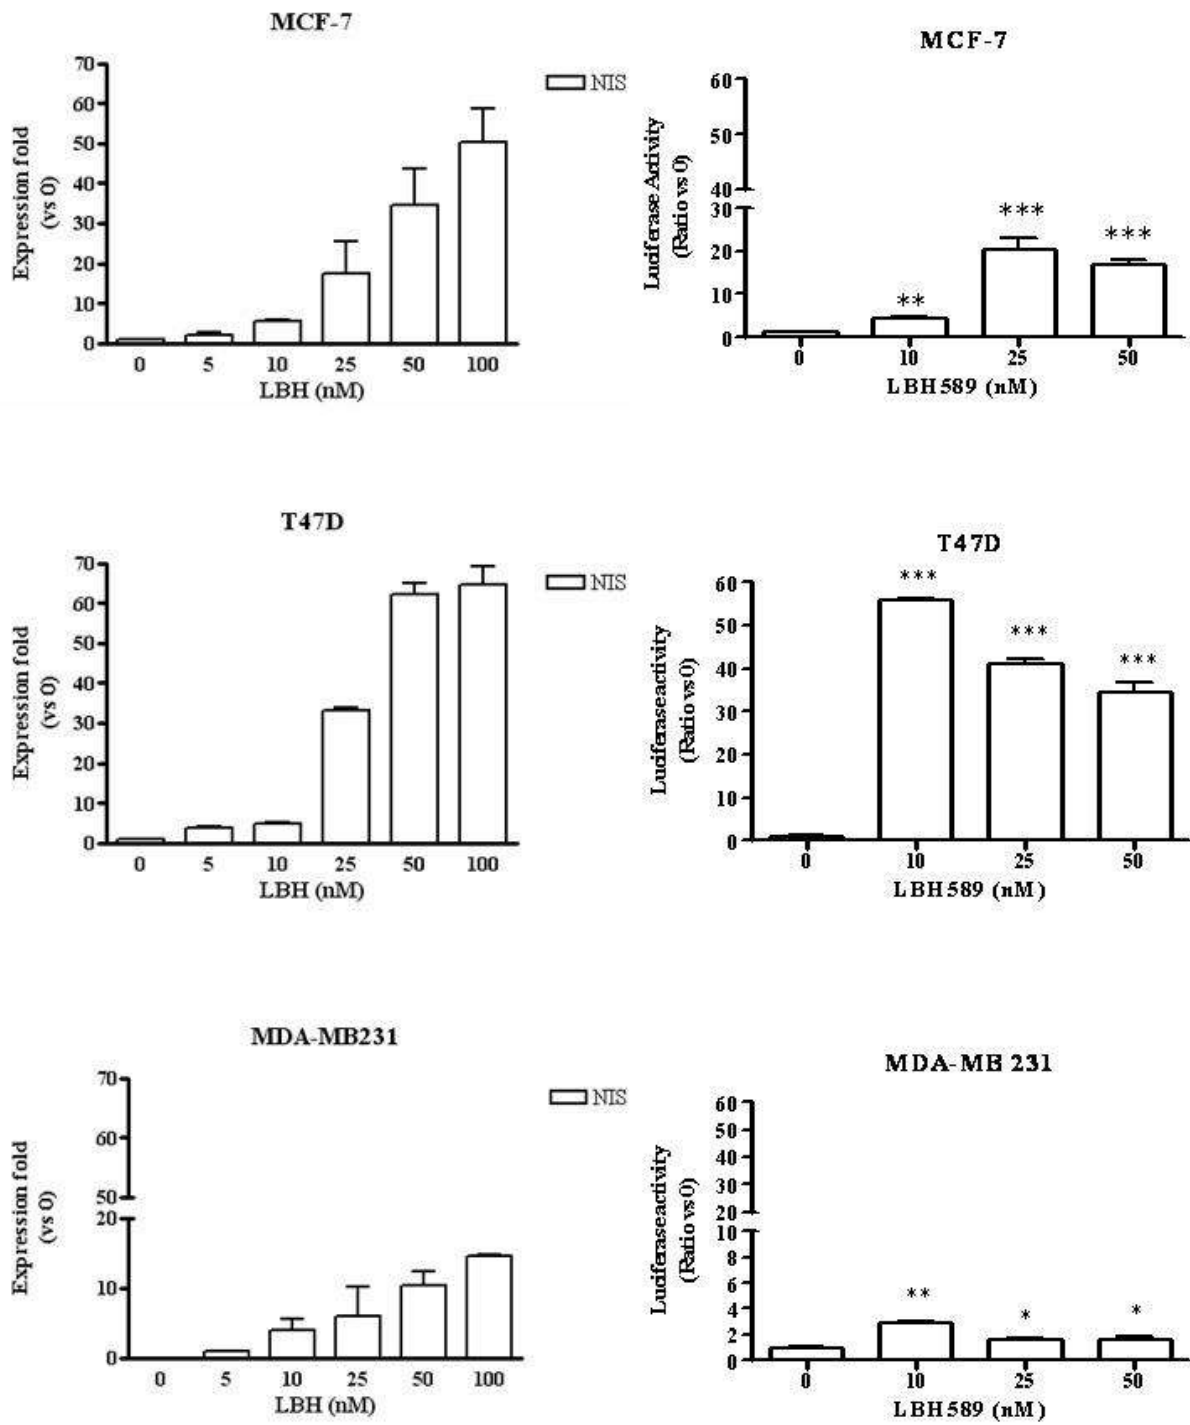 MCF-7
70
60
50
40
30
20
10
0
Expression fold
(vs 0)
NIS
0 5 10 25 50 100
LBH (nM)
MCF-7
60
50
40
30
20
10
0
Luciferase Activity
(Ratio vs 0)
**
***
***
0 10 25 50
LBH589 (nM)
T47D
70
60
50
40
30
20
10
0
Expression fold
(vs 0)
NIS
0 5 10 25 50 100
LBH (nM)
T47D
60
50
40
30
20
10
0
Luciferaseactivity
(Ratio vs 0)
***
***
***
0 10 25 50
LBH589 (nM)
MDA-MB231
70
60
50
20
10
0
Expression fold
(vs 0)
NIS
0 5 10 25 50 100
LBH (nM)
MDA-MB 231
60
50
40
30
20
10
8
6
4
2
0
Luciferaseactivity
(Ratio vs 0)
**
*
*
0 10 25 50
LBH589 (nM)